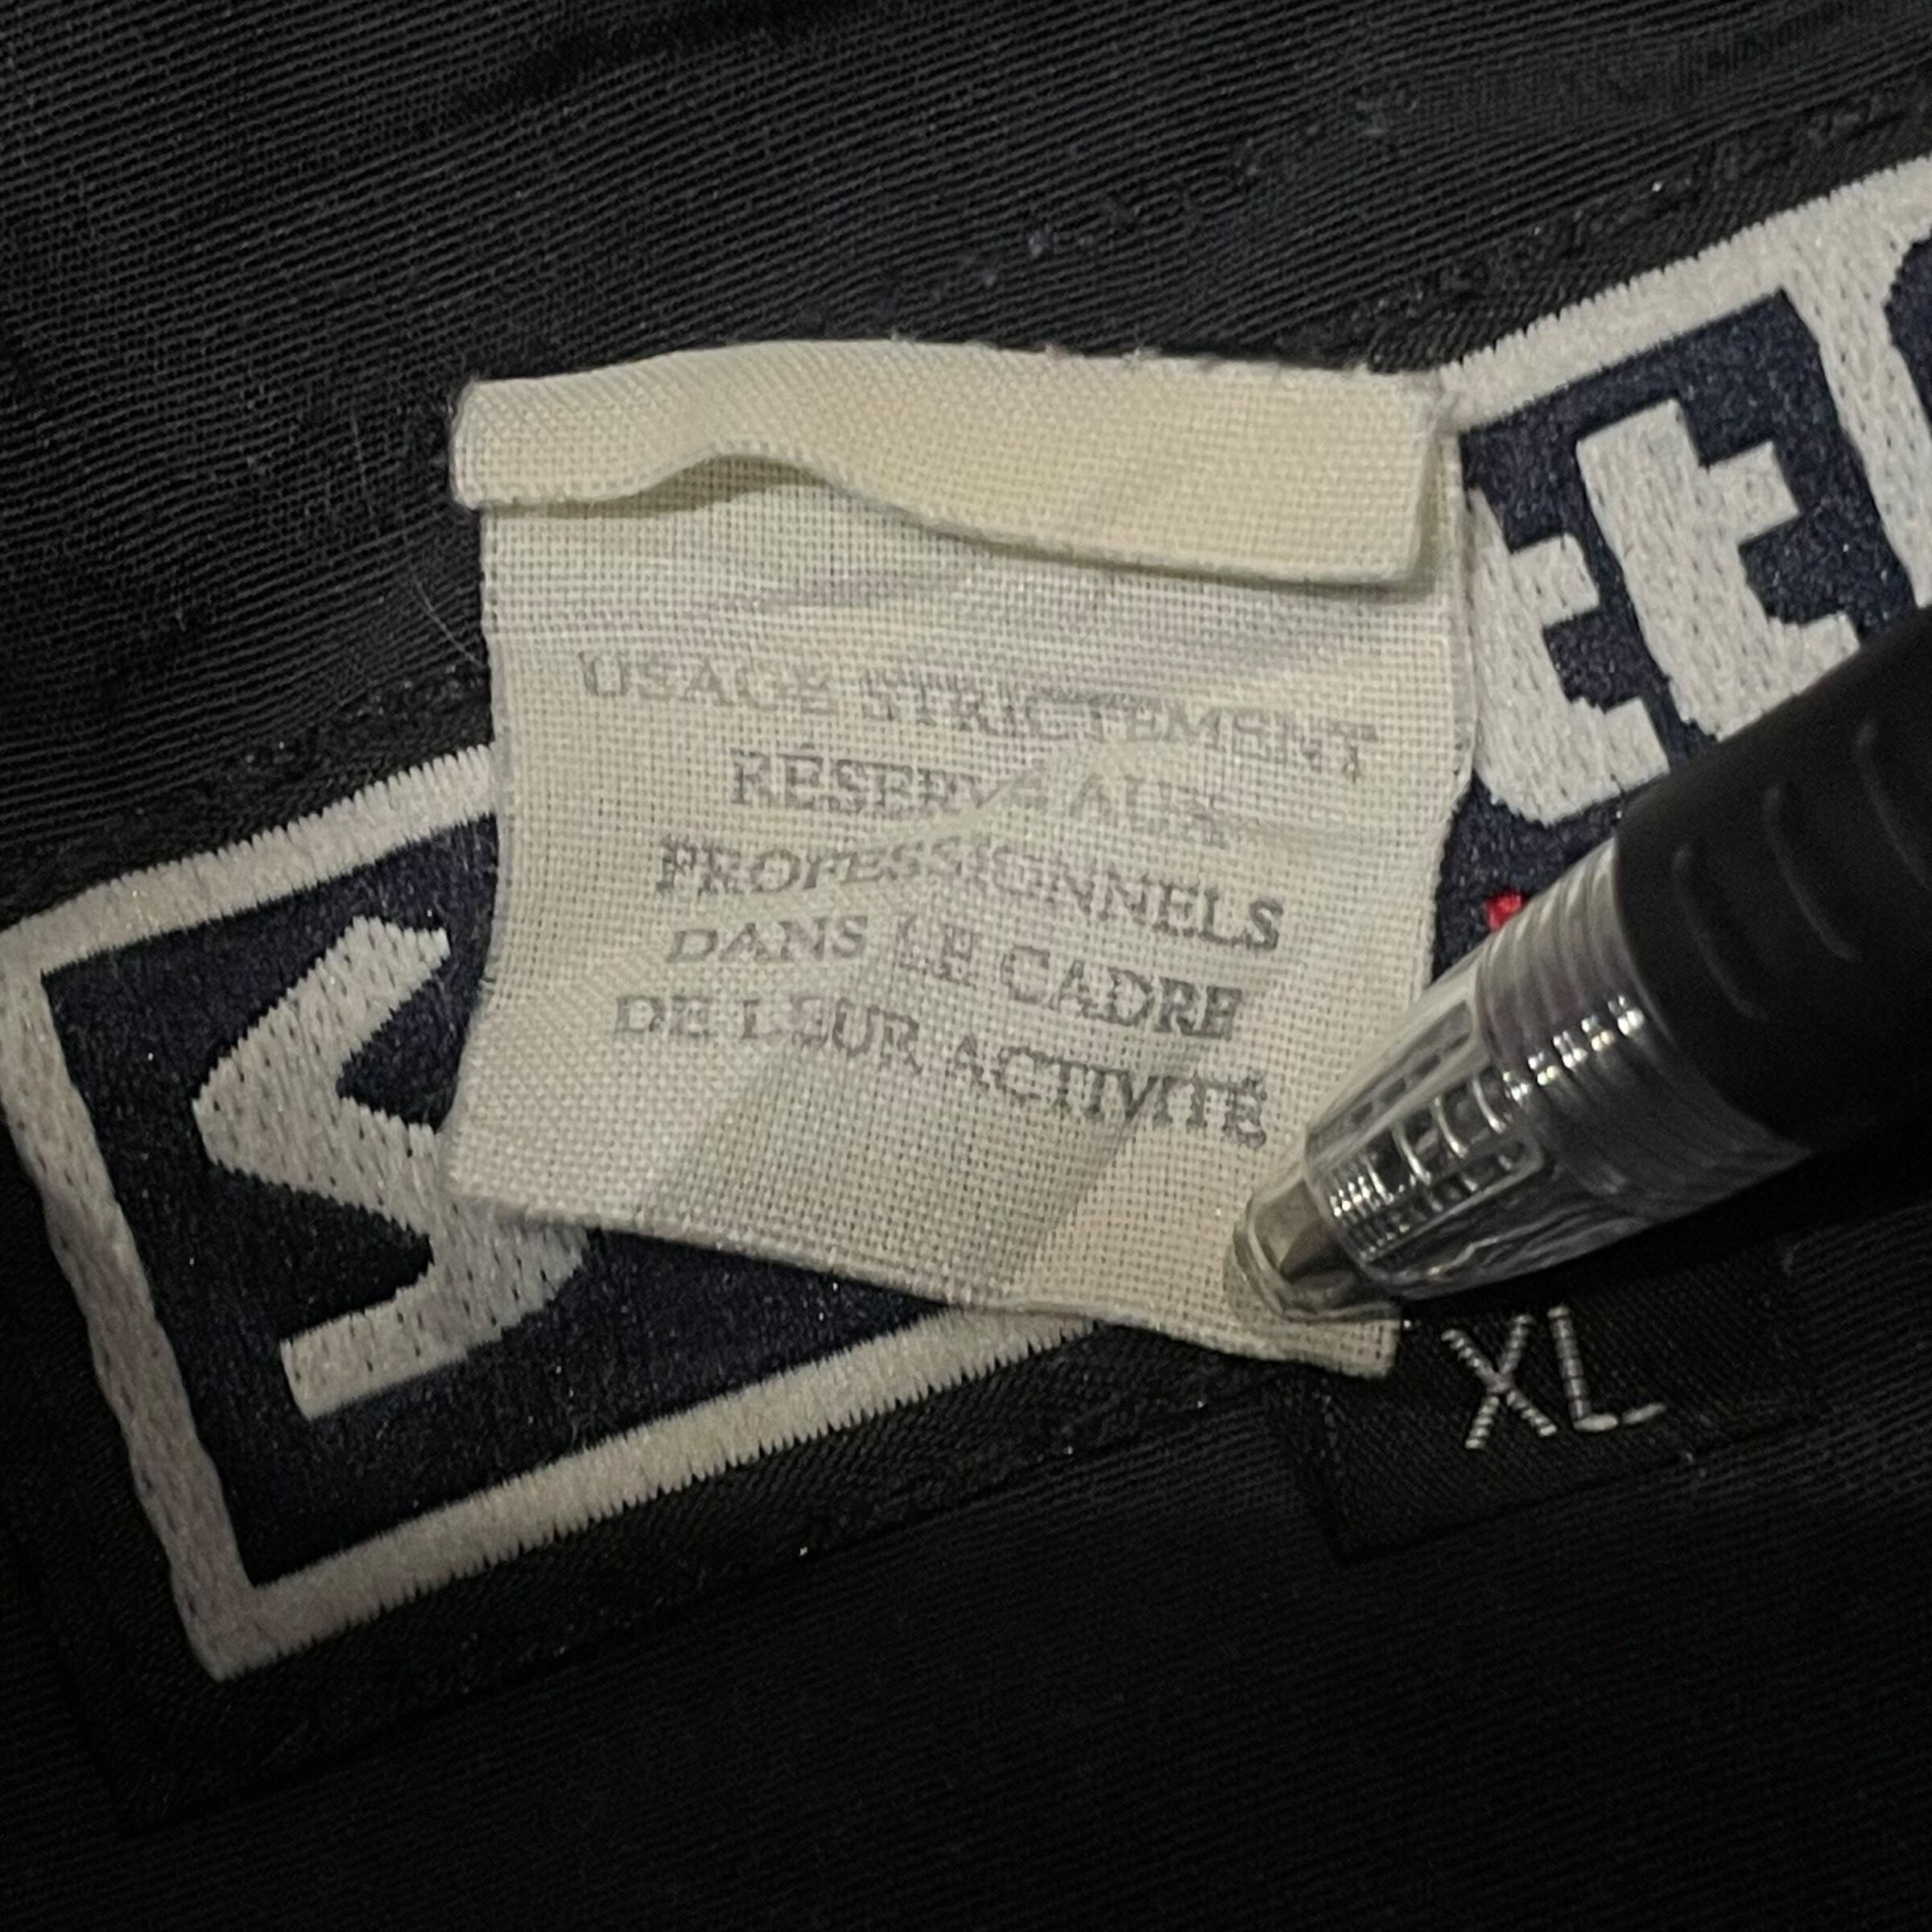 USAGE STRICTEMENT
RÉSERVÉ AUX
PROFESSIONNELS
DANS LE CADRE
DE LEUR ACTIVITÉ
XL